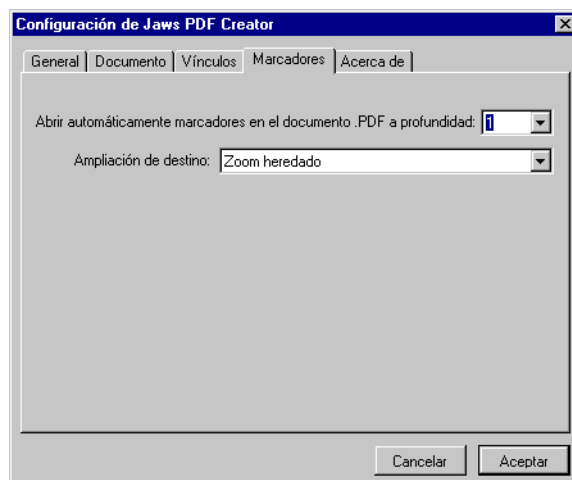 Configuración de Jaws PDF Creator
General Documento Vínculos Marcadores Acerca de
Abrir automáticamente marcadores en el documento .PDF a profundidad: 1
Ampliación de destino: Zoom heredado
Cancelar Aceptar